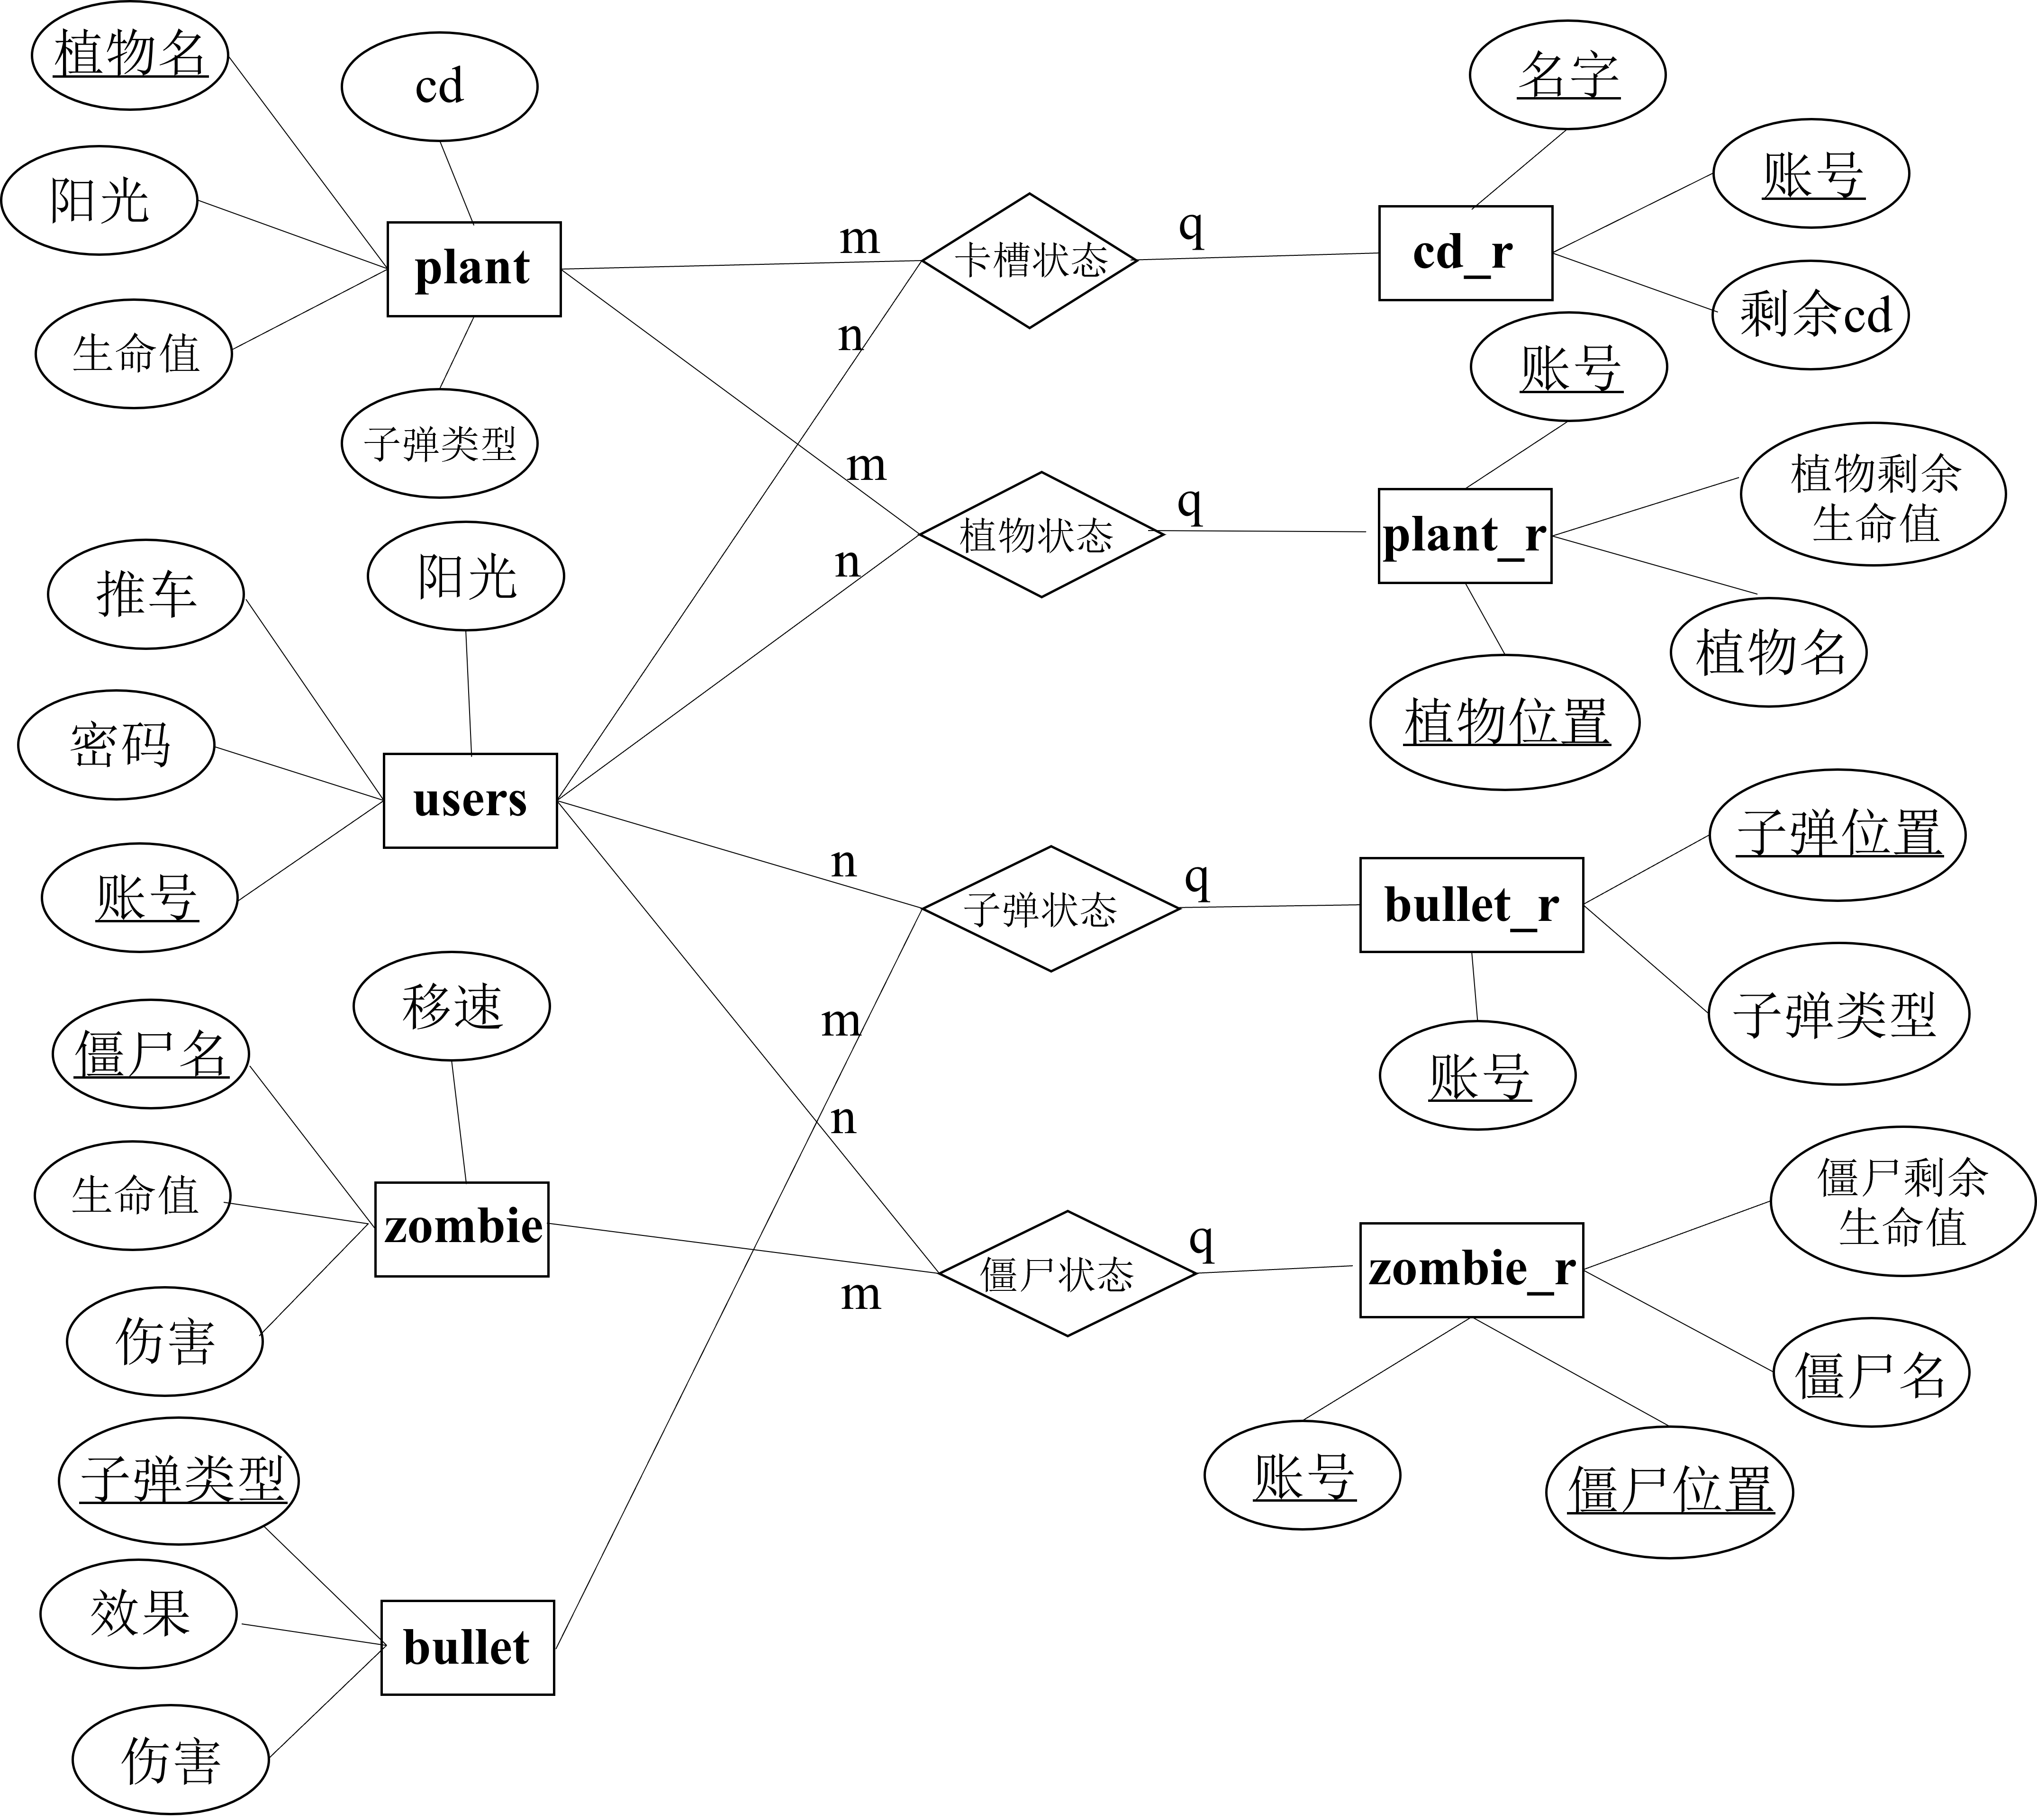 植物名
cd
阳光
plant
生命值
子弹类型
m
卡槽状态
q
cd_r
名字
账号
剩余cd
n
m
植物状态
q
plant_r
账号
植物剩余
生命值
植物名
植物位置
n
推车
阳光
密码
users
账号
n
子弹状态
q
bullet_r
子弹位置
子弹类型
账号
m
移速
僵尸名
生命值
zombie
伤害
n
m
僵尸状态
q
zombie_r
僵尸剩余
生命值
僵尸名
账号
僵尸位置
子弹类型
效果
bullet
伤害